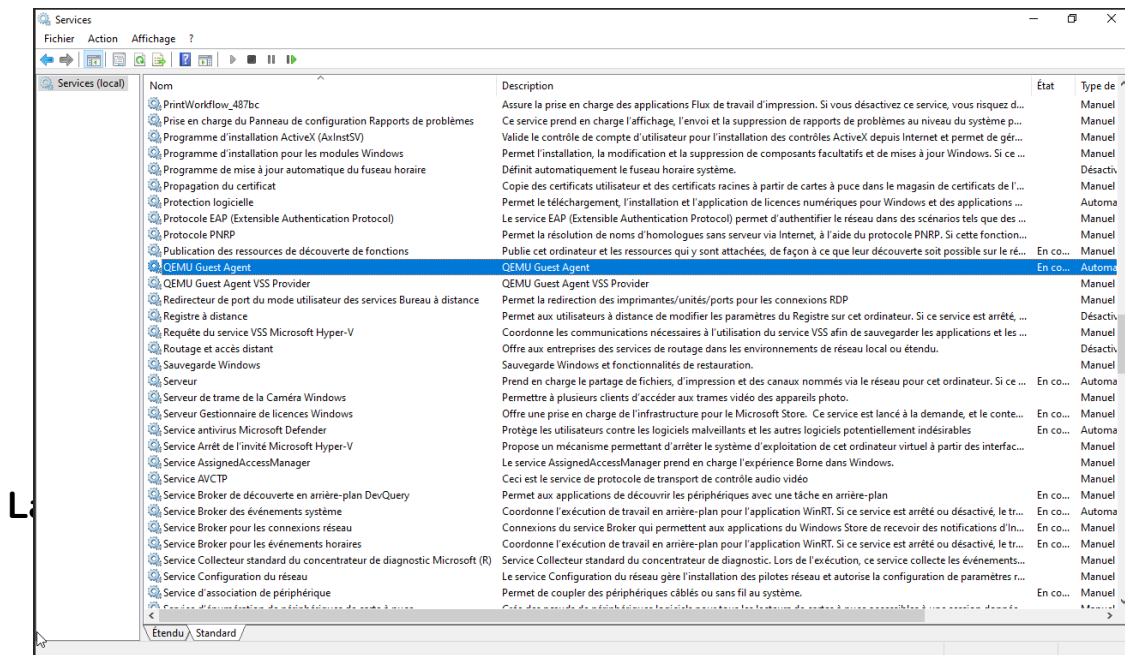 Services
Fichier Action Affichage ?
Services (local)
Nom Description État Type de
PrintWorkflow_487bc Assure la prise en charge des applications Flux de travail d'impression. Si vous désactivez ce service, vous risquez d... Manuel
Prise en charge du Panneau de configuration Rapports de problèmes Ce service prend en charge l'affichage, l'envoi et la suppression de rapports de problèmes au niveau du système p... Manuel
Programme d'installation ActiveX (AxInstSV) Valide le contrôle de compte d'utilisateur pour l'installation des contrôles ActiveX depuis Internet et permet de gér... Manuel
Programme d'installation pour les modules Windows Permet l'installation, la modification et la suppression de composants facultatifs et de mises à jour Windows. Si ce ... Manuel
Programme de mise à jour automatique du fuseau horaire Définit automatiquement le fuseau horaire système. Désactiv
Propagation du certificat Copie des certificats utilisateur et des certificats racines à partir de cartes à puce dans le magasin de certificats de l'... Manuel
Protection logicielle Permet le téléchargement, l'installation et l'application de licences numériques pour Windows et des applications ... Automa
Protocole EAP (Extensible Authentication Protocol) Le service EAP (Extensible Authentication Protocol) permet d'authentifier le réseau dans des scénarios tels que des ... Manuel
Protocole PNRP Permet la résolution de noms d'homologues sans serveur via Internet, à l'aide du protocole PNRP. Si cette fonction... Manuel
Publication des ressources de découverte de fonctions Publie cet ordinateur et les ressources qui y sont attachées, de façon à ce que leur découverte soit possible sur le ré... En co... Manuel
QEMU Guest Agent QEMU Guest Agent En co... Automa
QEMU Guest Agent VSS Provider QEMU Guest Agent VSS Provider Manuel
Redirecteur de port du mode utilisateur des services Bureau à distance Permet la redirection des imprimantes/unités/ports pour les connexions RDP Manuel
Registre à distance Permet aux utilisateurs à distance de modifier les paramètres du Registre sur cet ordinateur. Si ce service est arrêté, ... Désactiv
Requête du service VSS Microsoft Hyper-V Coordonne les communications nécessaires à l'utilisation du service VSS afin de sauvegarder les applications et les ... Manuel
Routage et accès distant Offre aux entreprises des services de routage dans les environnements de réseau local ou étendu. Désactiv
Sauvegarde Windows Sauvegarde Windows et fonctionnalités de restauration. Manuel
Serveur Prend en charge le partage de fichiers, d'impression et des canaux nommés via le réseau pour cet ordinateur. Si ce ... En co... Automa
Serveur de trame de la Caméra Windows Permettre à plusieurs clients d'accéder aux trames vidéo des appareils photo. Manuel
Serveur Gestionnaire de licences Windows Offre une prise en charge de l'infrastructure pour le Microsoft Store. Ce service est lancé à la demande, et le conte... En co... Manuel
Service antivirus Microsoft Defender Protège les utilisateurs contre les logiciels malveillants et les autres logiciels potentiellement indésirables En co... Automa
Service Arrêt de l'invité Microsoft Hyper-V Propose un mécanisme permettant d'arrêter le système d'exploitation de cet ordinateur virtuel à partir des interfac... Manuel
Service AssignedAccessManager Le service AssignedAccessManager prend en charge l'expérience Borne dans Windows. Manuel
Service AVCTP Ceci est le service de protocole de transport de contrôle audio vidéo Manuel
Service Broker de découverte en arrière-plan DevQuery Permet aux applications de découvrir les périphériques avec une tâche en arrière-plan En co... Manuel
Service Broker des événements système Coordonne l'exécution de travail en arrière-plan pour l'application WinRT. Si ce service est arrêté ou désactivé, le tr... En co... Automa
Service Broker pour les connexions réseau Connexions du service Broker qui permettent aux applications du Windows Store de recevoir des notifications d'In... En co... Manuel
Service Broker pour les événements horaires Coordonne l'exécution de travail en arrière-plan pour l'application WinRT. Si ce service est arrêté ou désactivé, le tr... En co... Manuel
Service Collecteur standard du concentrateur de diagnostic Microsoft (R) Service Collecteur standard du concentrateur de diagnostic. Lors de l'exécution, ce service collecte les événements... Manuel
Service Configuration du réseau Le service Configuration du réseau gère l'installation des pilotes réseau et autorise la configuration de paramètres r... Manuel
Service d'association de périphérique Permet de coupler des périphériques câblés ou sans fil au système. En co... Manuel
Étendu Standard